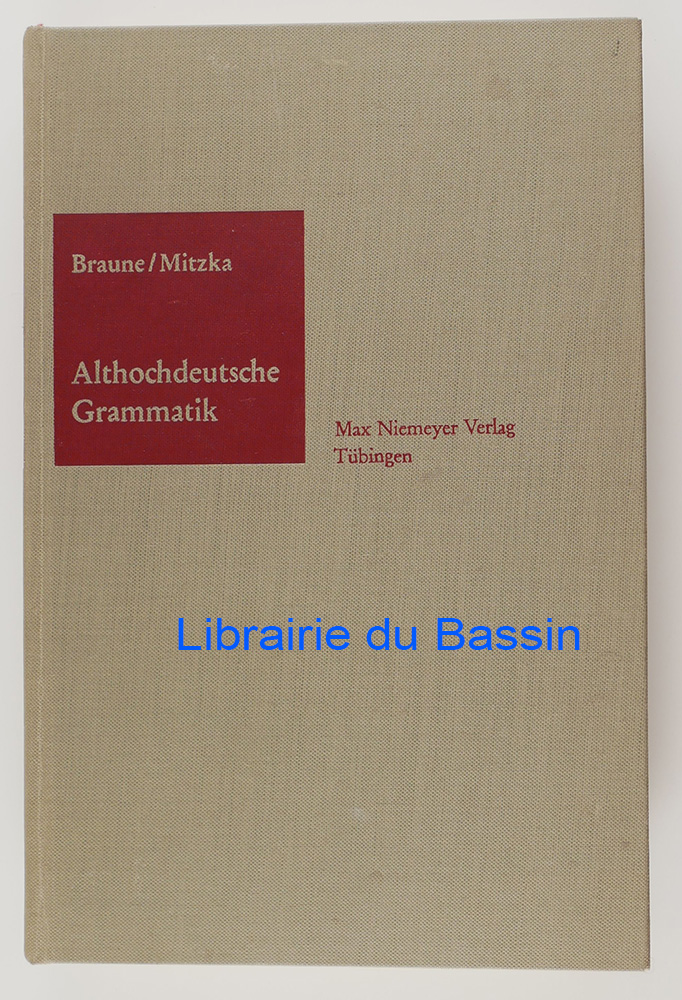 Braune/Mitzka
Althochdeutsche
Grammatik
Max Niemeyer Verlag
Tübingen
Librairie du Bassin